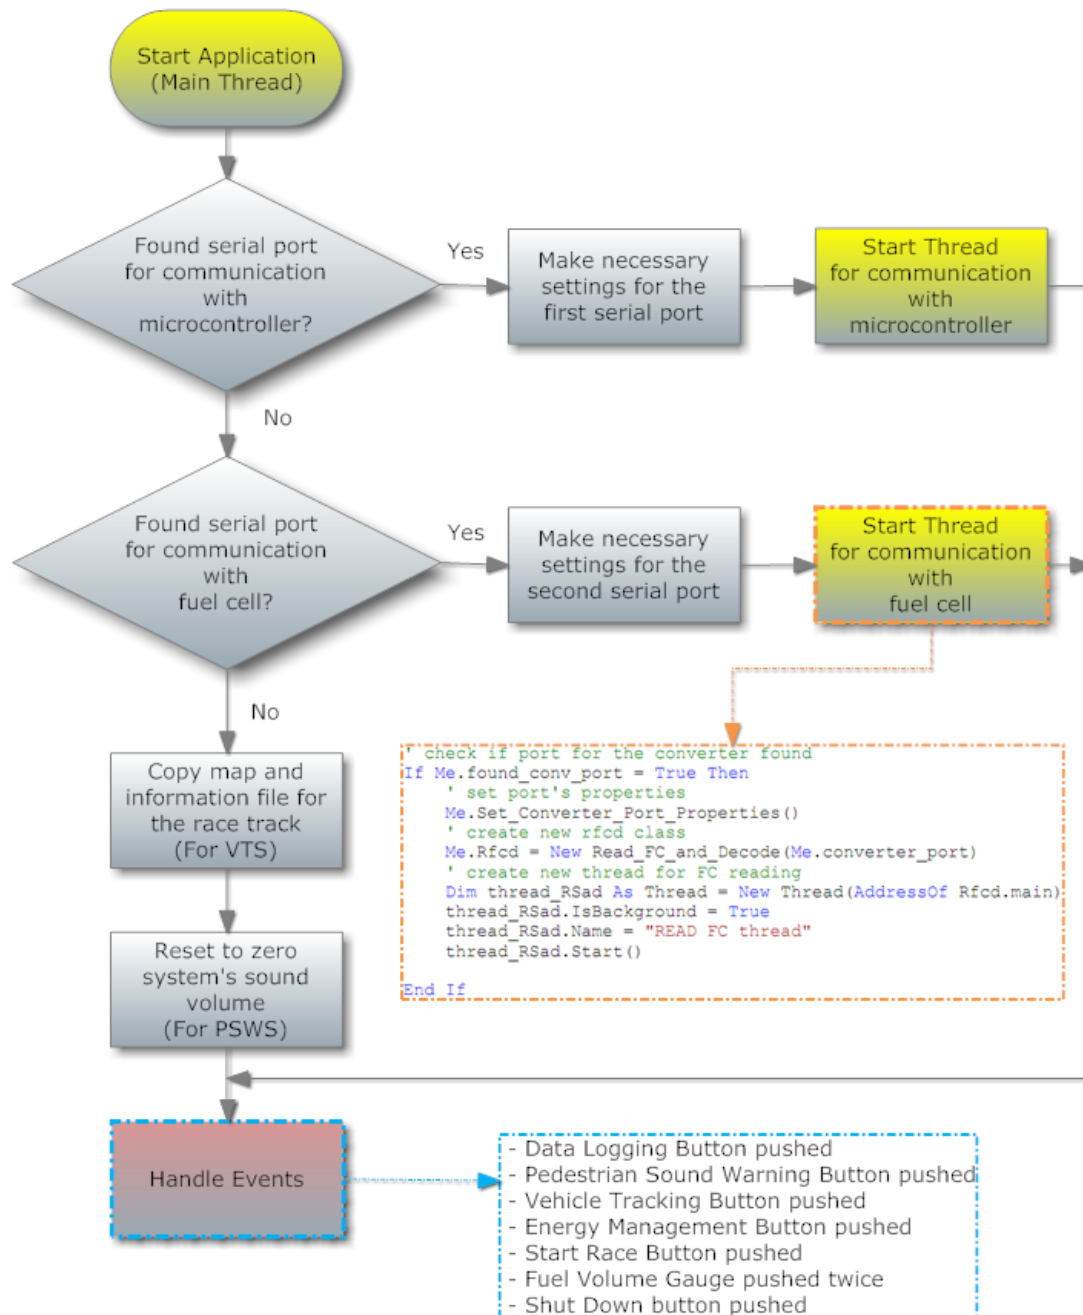 Start Application
(Main Thread)
Found serial port
for communication
with
microcontroller?
Yes
Make necessary
settings for the
first serial port
Start Thread
for communication
with
microcontroller
No
Found serial port
for communication
with
fuel cell?
Yes
Make necessary
settings for the
second serial port
Start Thread
for communication
with
fuel cell
No
Copy map and
information file for
the race track
(For VTS)
' check if port for the converter found
If Me.found_conv_port = True Then
' set port's properties
Me.Set_Converter_Port_Properties()
' create new rfcd class
Me.Rfcd = New Read_FC_and_Decode(Me.converter_port)
' create new thread for FC reading
Dim thread_RSad As Thread = New Thread(AddressOf Rfcd.main)
thread_RSad.IsBackground = True
thread_RSad.Name = "READ FC thread"
thread_RSad.Start()
End If
Reset to zero
system's sound
volume
(For PSWS)
Handle Events
- Data Logging Button pushed
- Pedestrian Sound Warning Button pushed
- Vehicle Tracking Button pushed
- Energy Management Button pushed
- Start Race Button pushed
- Fuel Volume Gauge pushed twice
- Shut Down button pushed